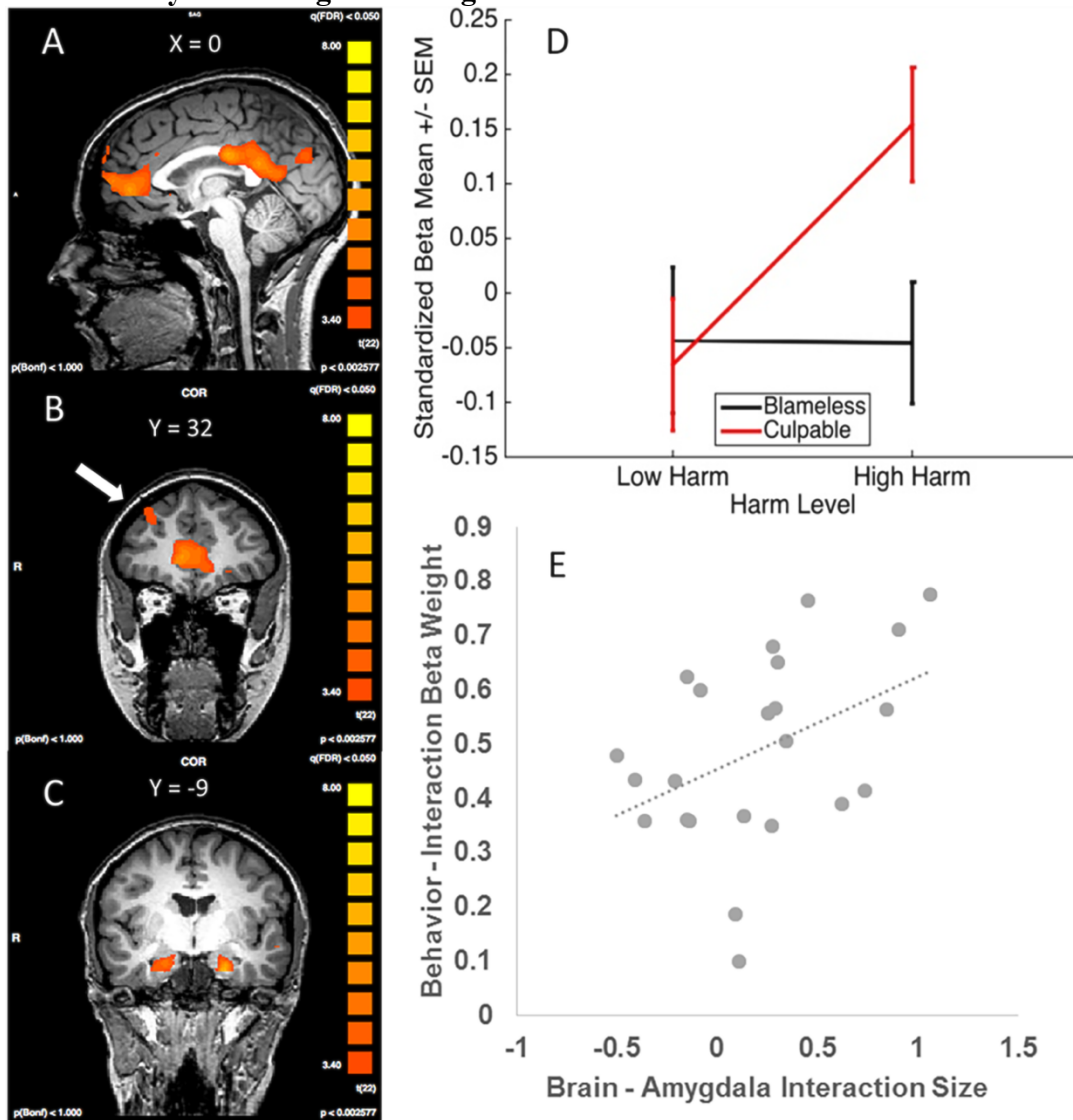 SAG
q(FDR) < 0.050
A
X = 0
8.00
A
3.40
t(22)
p(Bonf) < 1.000
p < 0.002577
COR
q(FDR) < 0.050
B
Y = 32
8.00
R
3.40
t(22)
p(Bonf) < 1.000
p < 0.002577
COR
q(FDR) < 0.050
C
Y = -9
8.00
R
3.40
t(22)
p(Bonf) < 1.000
p < 0.002577
D
Standardized Beta Mean +/- SEM
0.25
0.2
0.15
0.1
0.05
0
-0.05
-0.1
-0.15
Blameless
Culpable
Low Harm
High Harm
Harm Level
E
Behavior - Interaction Beta Weight
0.9
0.8
0.7
0.6
0.5
0.4
0.3
0.2
0.1
0
-1
-0.5
0
0.5
1
1.5
Brain - Amygdala Interaction Size